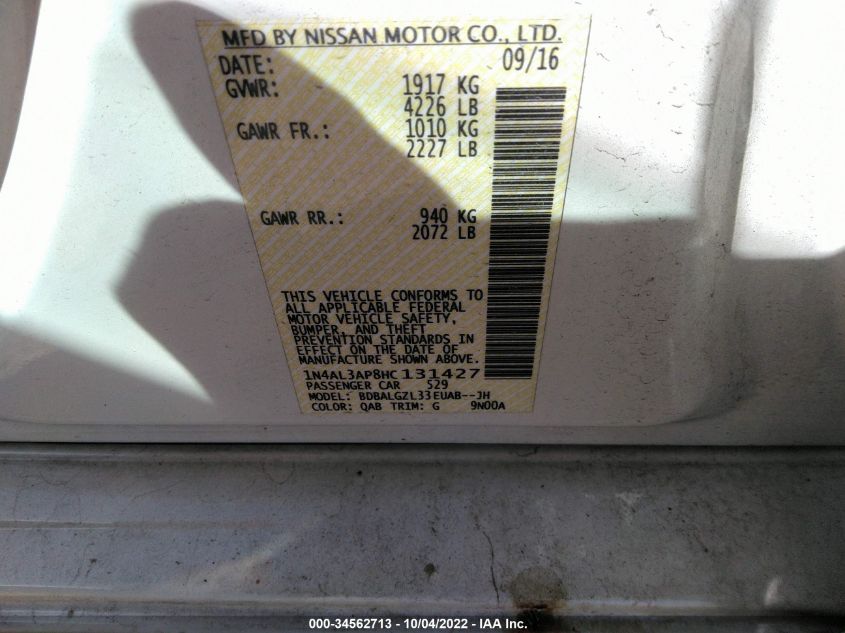 MFD BY NISSAN MOTOR CO., LTD.
DATE: 09/16
GVWR: 1917 KG
4226 LB
GAWR FR.: 1010 KG
2227 LB
GAWR RR.: 940 KG
2072 LB
THIS VEHICLE CONFORMS TO
ALL APPLICABLE FEDERAL
MOTOR VEHICLE SAFETY,
BUMPER, AND THEFT
PREVENTION STANDARDS IN
EFFECT ON THE DATE OF
MANUFACTURE SHOWN ABOVE.
1N4AL3AP8HC131427
PASSENGER CAR 529
MODEL: BDBALGZL33EUAB--JH
COLOR: QAB TRIM: G 9N00A
000-34562713 - 10/04/2022 - IAA Inc.